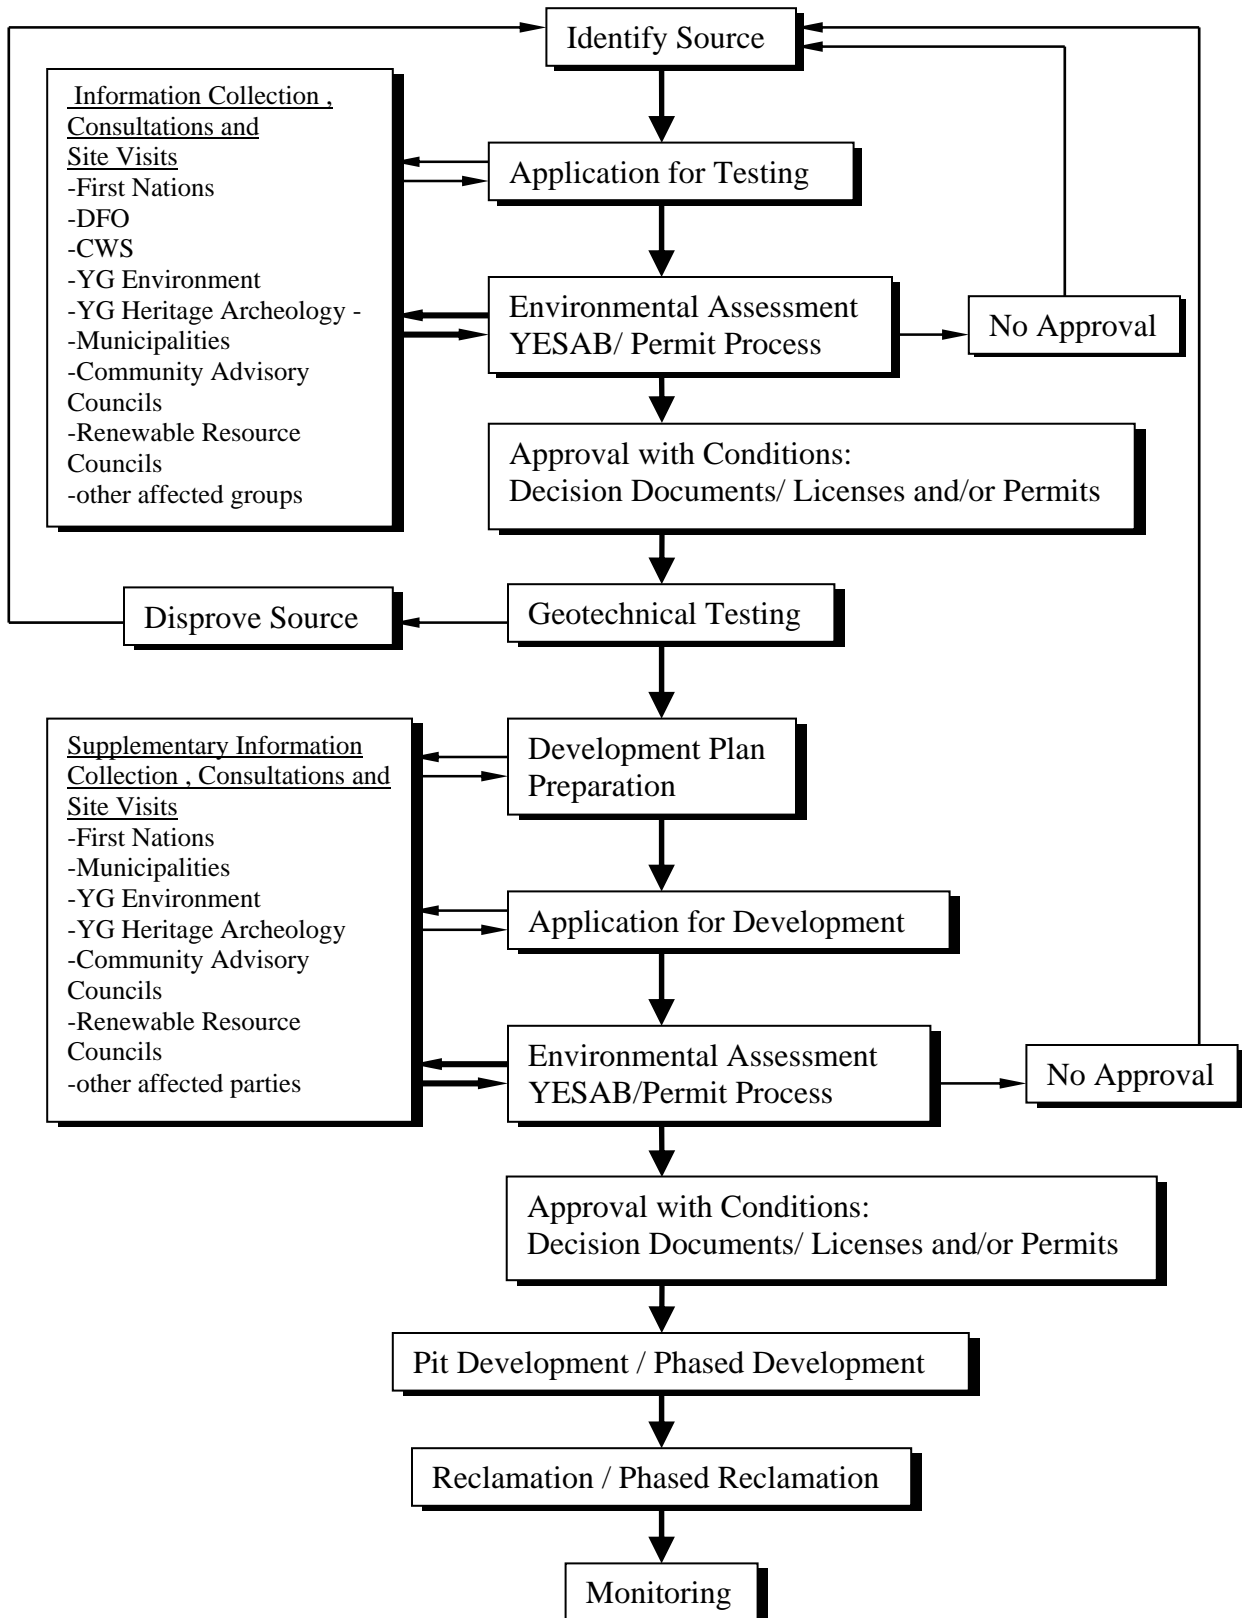 Identify Source
Information Collection ,
Consultations and
Site Visits
-First Nations
-DFO
-CWS
-YG Environment
-YG Heritage Archeology -
-Municipalities
-Community Advisory
Councils
-Renewable Resource
Councils
-other affected groups
Application for Testing
Environmental Assessment
YESAB/ Permit Process
No Approval
Approval with Conditions:
Decision Documents/ Licenses and/or Permits
Disprove Source
Geotechnical Testing
Supplementary Information
Collection , Consultations and
Site Visits
-First Nations
-Municipalities
-YG Environment
-YG Heritage Archeology
-Community Advisory
Councils
-Renewable Resource
Councils
-other affected parties
Development Plan
Preparation
Application for Development
Environmental Assessment
YESAB/Permit Process
No Approval
Approval with Conditions:
Decision Documents/ Licenses and/or Permits
Pit Development / Phased Development
Reclamation / Phased Reclamation
Monitoring